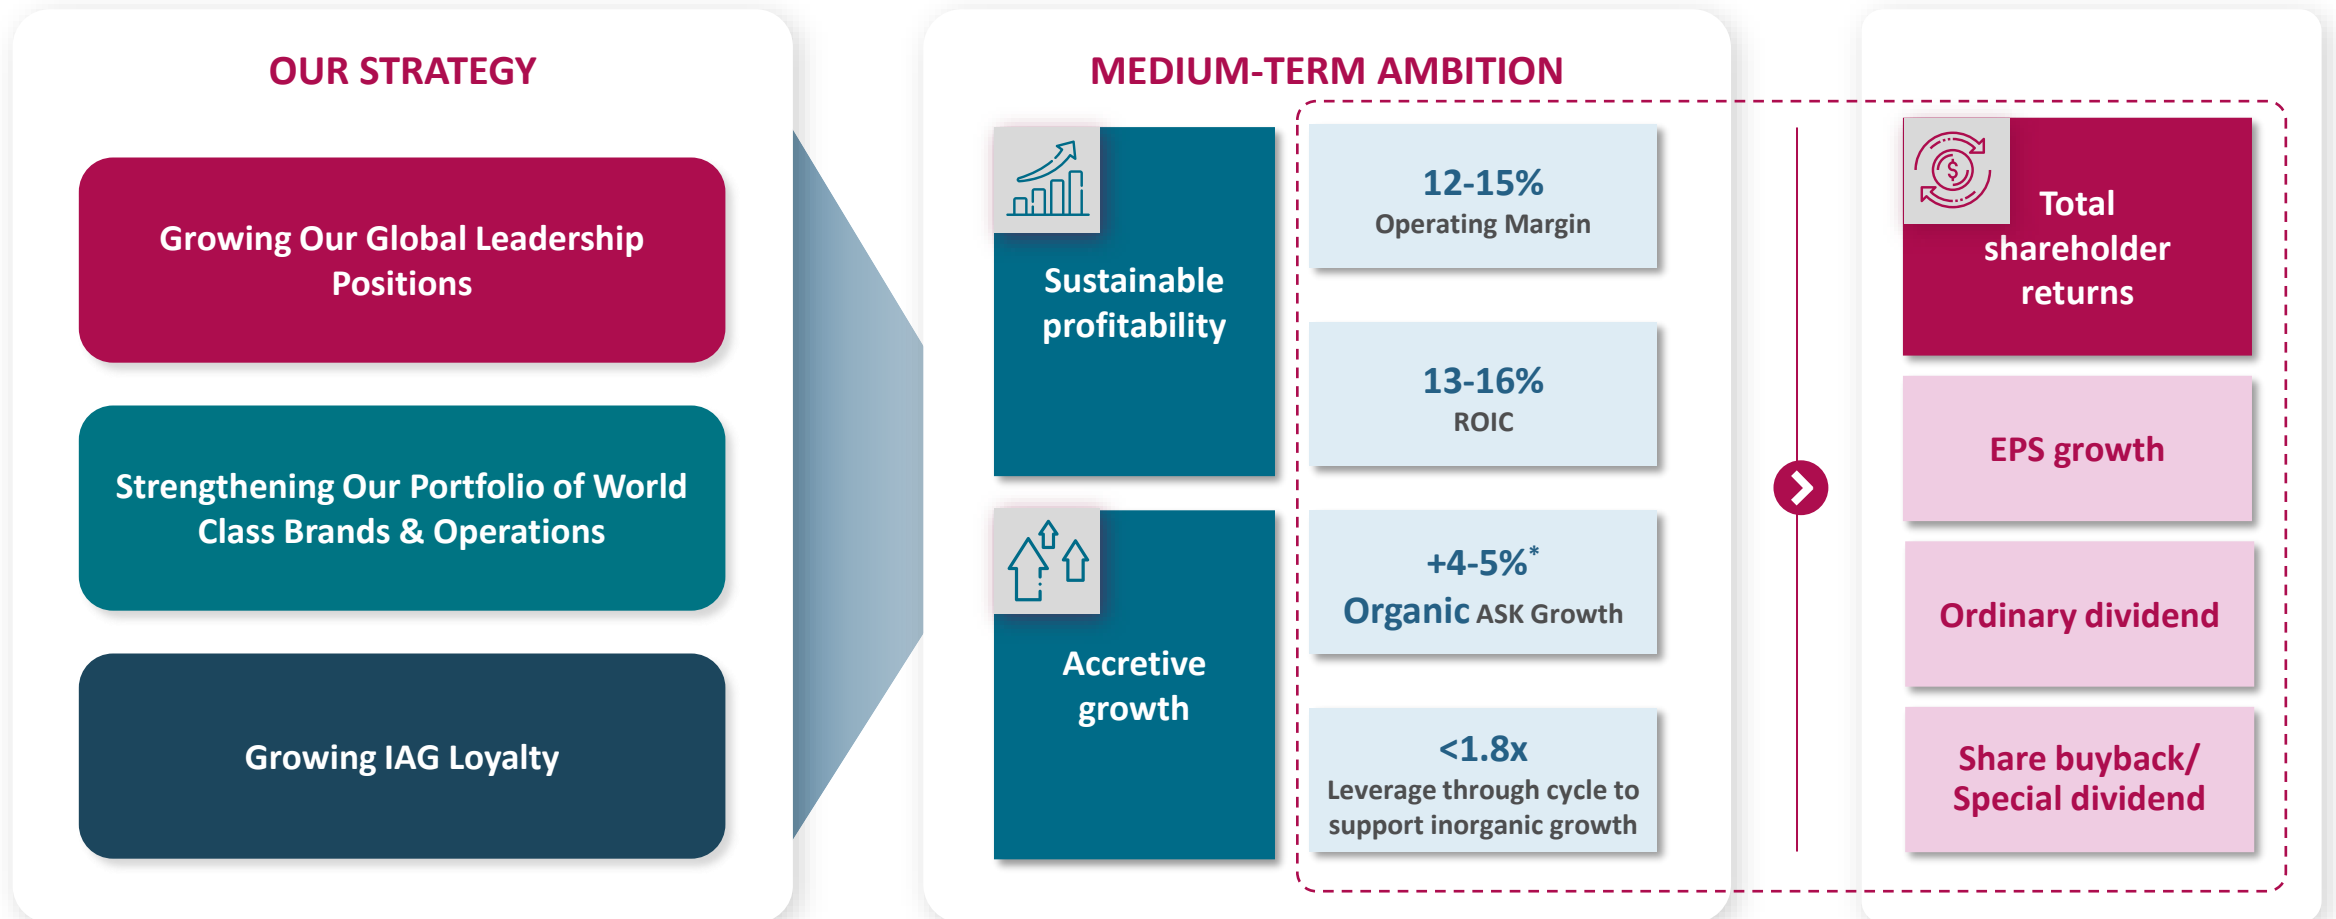 OUR STRATEGY
Growing Our Global Leadership
Positions
Strengthening Our Portfolio of World
Class Brands & Operations
Growing IAG Loyalty
MEDIUM-TERM AMBITION
Sustainable
profitability
12-15%
Operating Margin
13-16%
ROIC
Accretive
growth
+4-5%*
Organic ASK Growth
<1.8x
Leverage through cycle to
support inorganic growth
$
Total
shareholder
returns
EPS growth
Ordinary dividend
Share buyback/
Special dividend